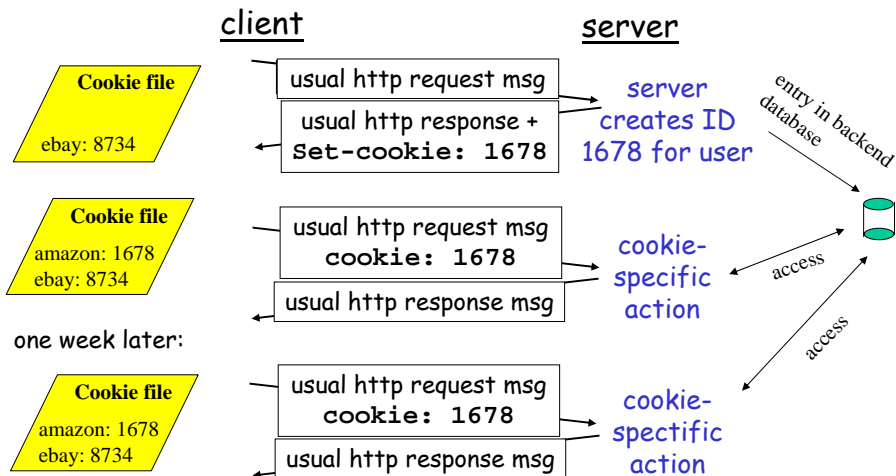 client
server
Cookie file
ebay: 8734
usual http request msg
usual http response +
Set-cookie: 1678
server
creates ID
1678 for user
entry in backend
database
Cookie file
amazon: 1678
ebay: 8734
usual http request msg
cookie: 1678
usual http response msg
cookie-
specific
action
access
access
one week later:
Cookie file
amazon: 1678
ebay: 8734
usual http request msg
cookie: 1678
usual http response msg
cookie-
spectific
action